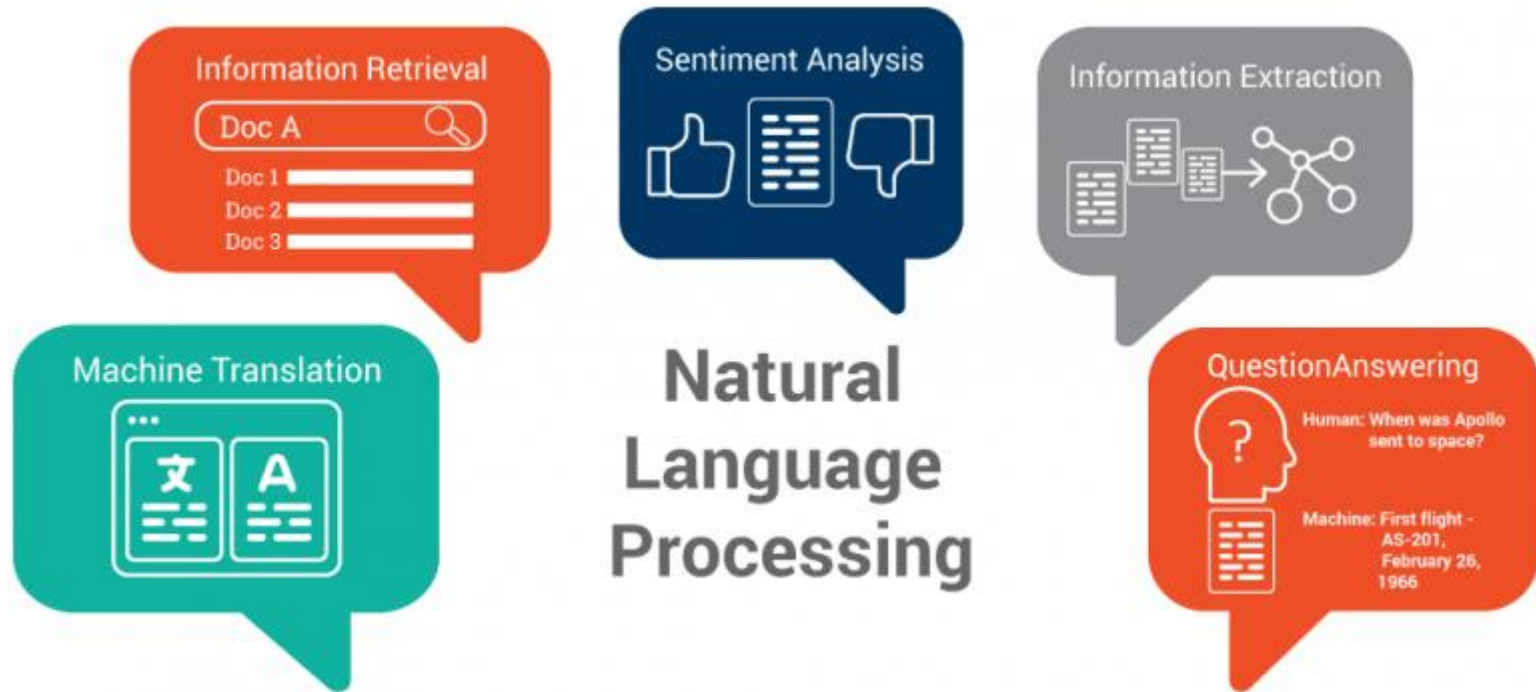 Information Retrieval
Doc A
Doc 1
Doc 2
Doc 3
Sentiment Analysis
Information Extraction
Machine Translation
文 A
Natural
Language
Processing
QuestionAnswering
?
Human: When was Apollo
sent to space?
Machine: First flight -
AS-201,
February 26,
1966